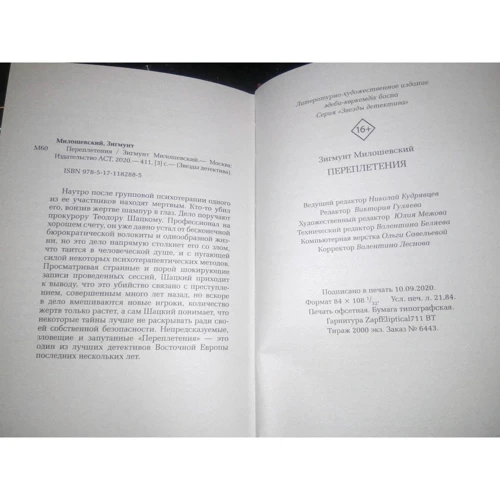 Милошевский, Зигмунт
М60 Переплетения / Зигмунт Милошевский.— Москва:
Издательство АСТ, 2020.— 411, [3] с.— (Звезды детектива).
ISBN 978-5-17-118288-5
Наутро после групповой психотерапии одного
из ее участников находят мертвым. Кто-то убил
его, вонзив жертве шампур в глаз. Дело поручают
прокурору Теодору Шацкому. Профессионал на
хорошем счету, он уже давно устал от бесконечной
бюрократической волокиты и однообразной жиз-
ни, но это дело напрямую столкнет его со злом,
что таится в человеческой душе, и с пугающей
силой некоторых психотерапевтических методов.
Просматривая странные и порой шокирующие
записи проведенных сессий, Шацкий приходит
к выводу, что это убийство связано с преступле-
нием, совершенным много лет назад, но вскоре
в дело вмешиваются новые игроки, количество
жертв только растет, а сам Шацкий понимает, что
некоторые тайны лучше не раскрывать ради сво-
ей собственной безопасности. Непредсказуемые,
зловещие и запутанные «Переплетения» — это
один из лучших детективов Восточной Европы
последних нескольких лет.
Литературно-художественное издание
әдеби-көркемдік басылым
Серия «Звезды детектива»
16+
Зигмунт Милошевский
ПЕРЕПЛЕТЕНИЯ
Ведущий редактор Николай Кудрявцев
Редактор Виктория Гуляева
Художественный редактор Юлия Межова
Технический редактор Валентина Беляева
Компьютерная верстка Ольги Савельевой
Корректор Валентина Леснова
Подписано в печать 10.09.2020.
Формат 84 × 108 1/32. Усл. печ. л. 21,84.
Печать офсетная. Бумага типографская.
Гарнитура ZapfElliptical711 BT
Тираж 2000 экз. Заказ № 6443.